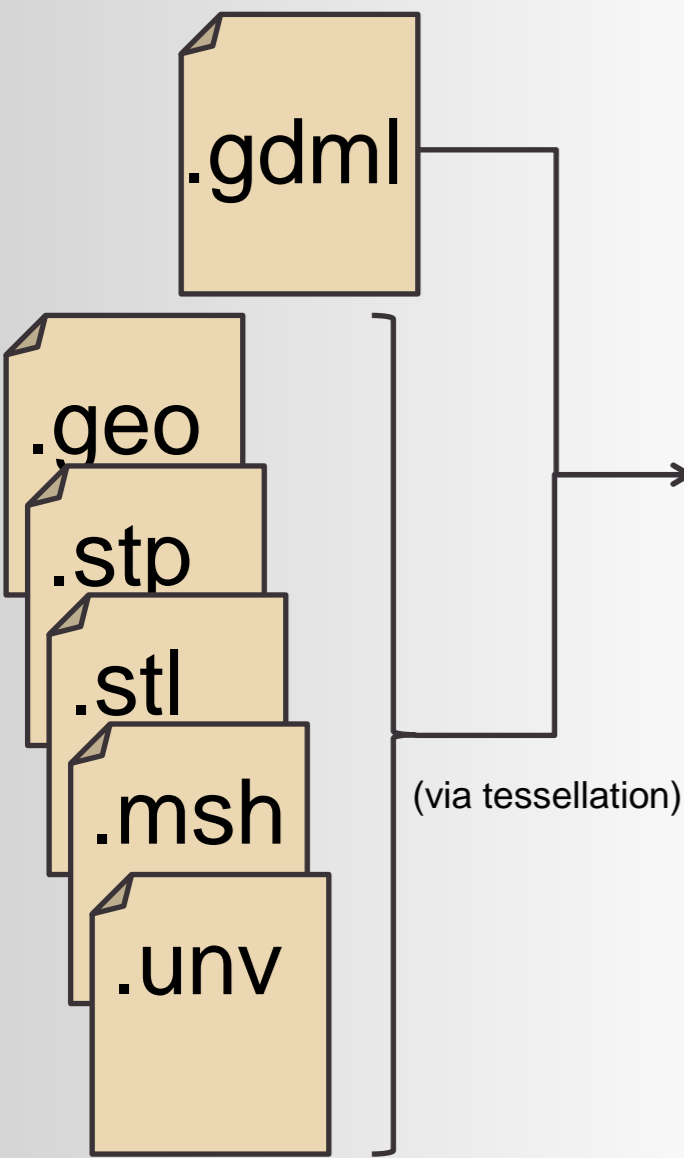 .gdml
.geo
.stp
.stl
.msh
(via tessellation)
.unv